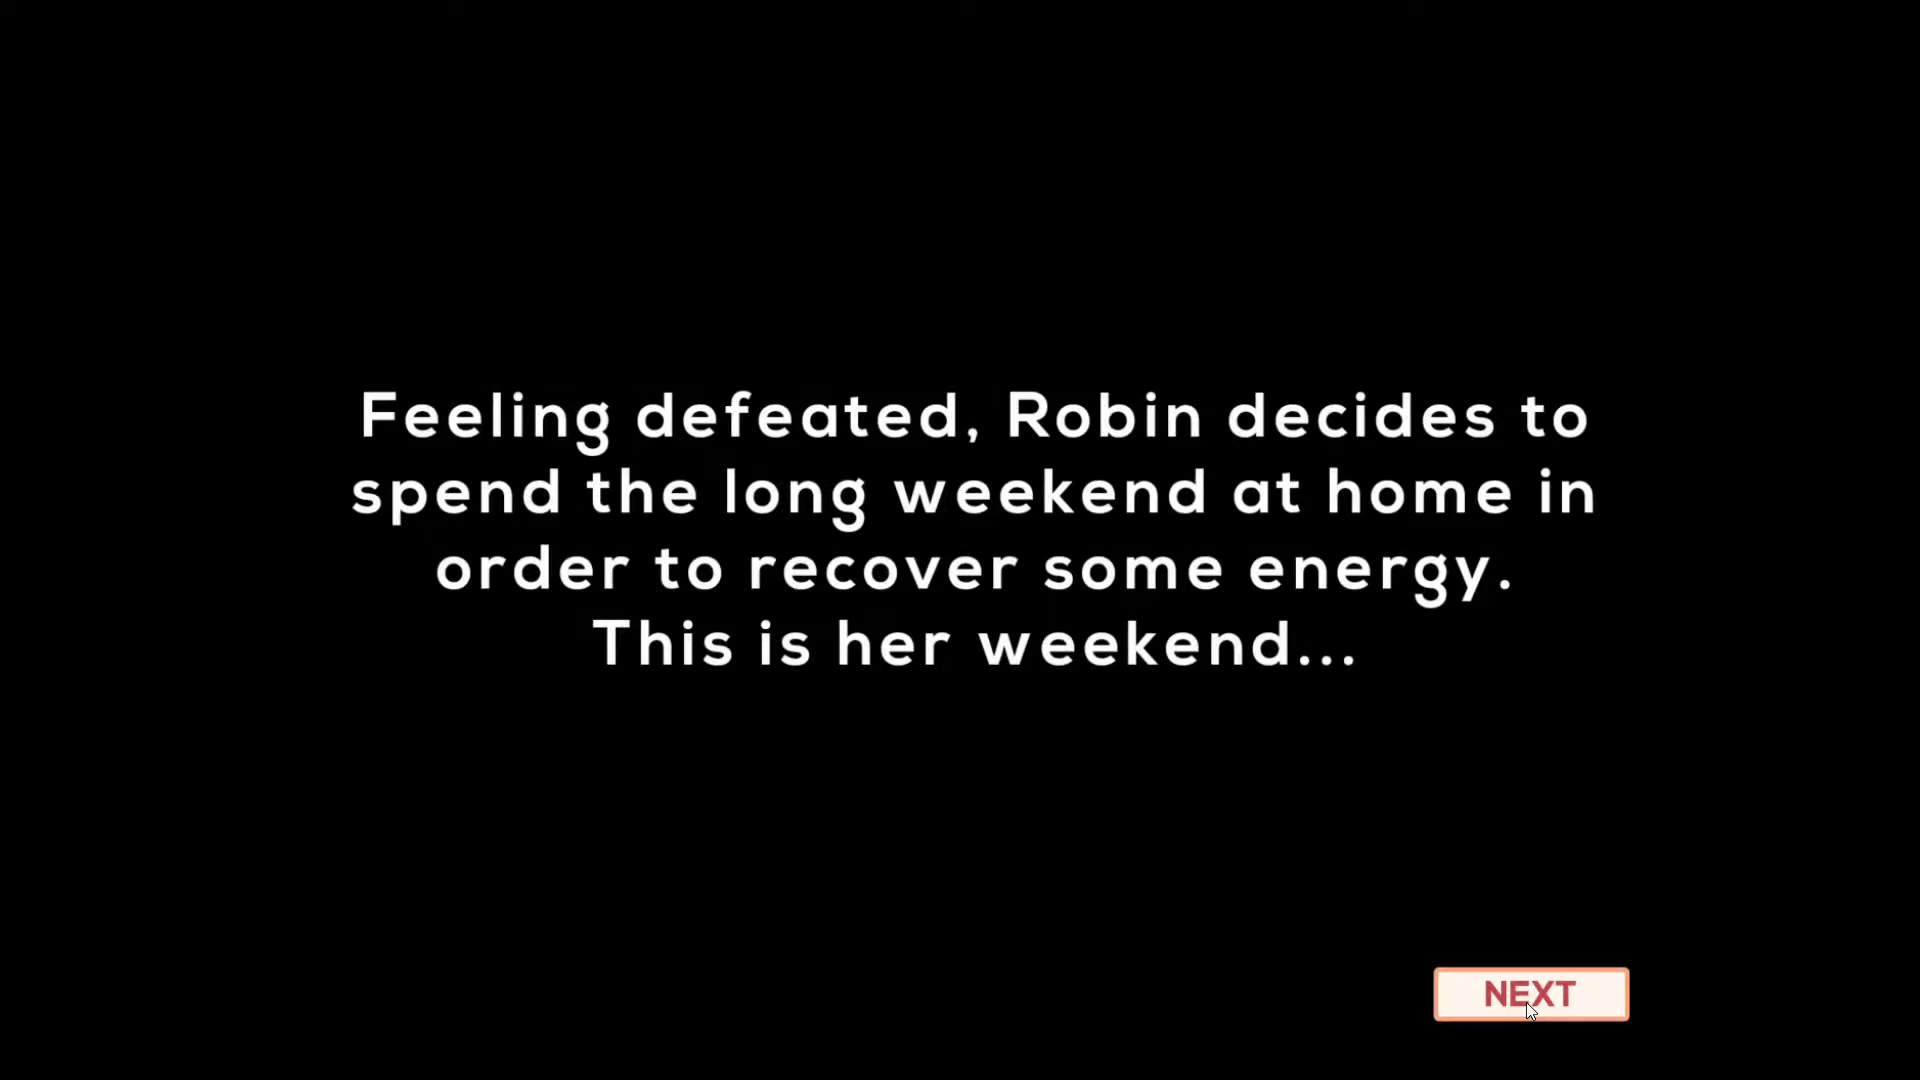 Feeling defeated, Robin decides to
spend the long weekend at home in
order to recover some energy.
This is her weekend...
NEXT